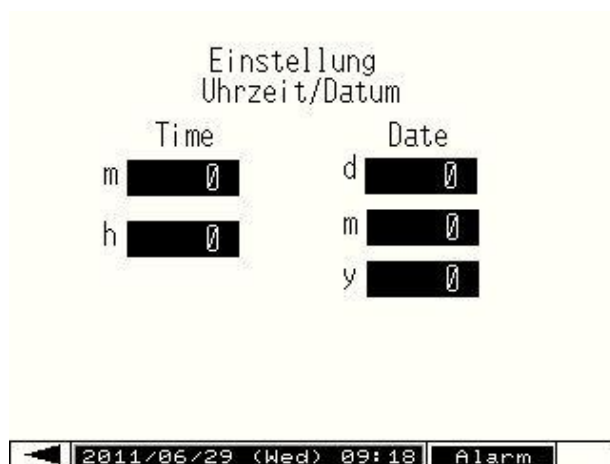 Einstellung
Uhrzeit/Datum
Time Date
m 0 d 0
h 0 m 0
y 0
2011/06/29 (Wed) 09:18 Alarm